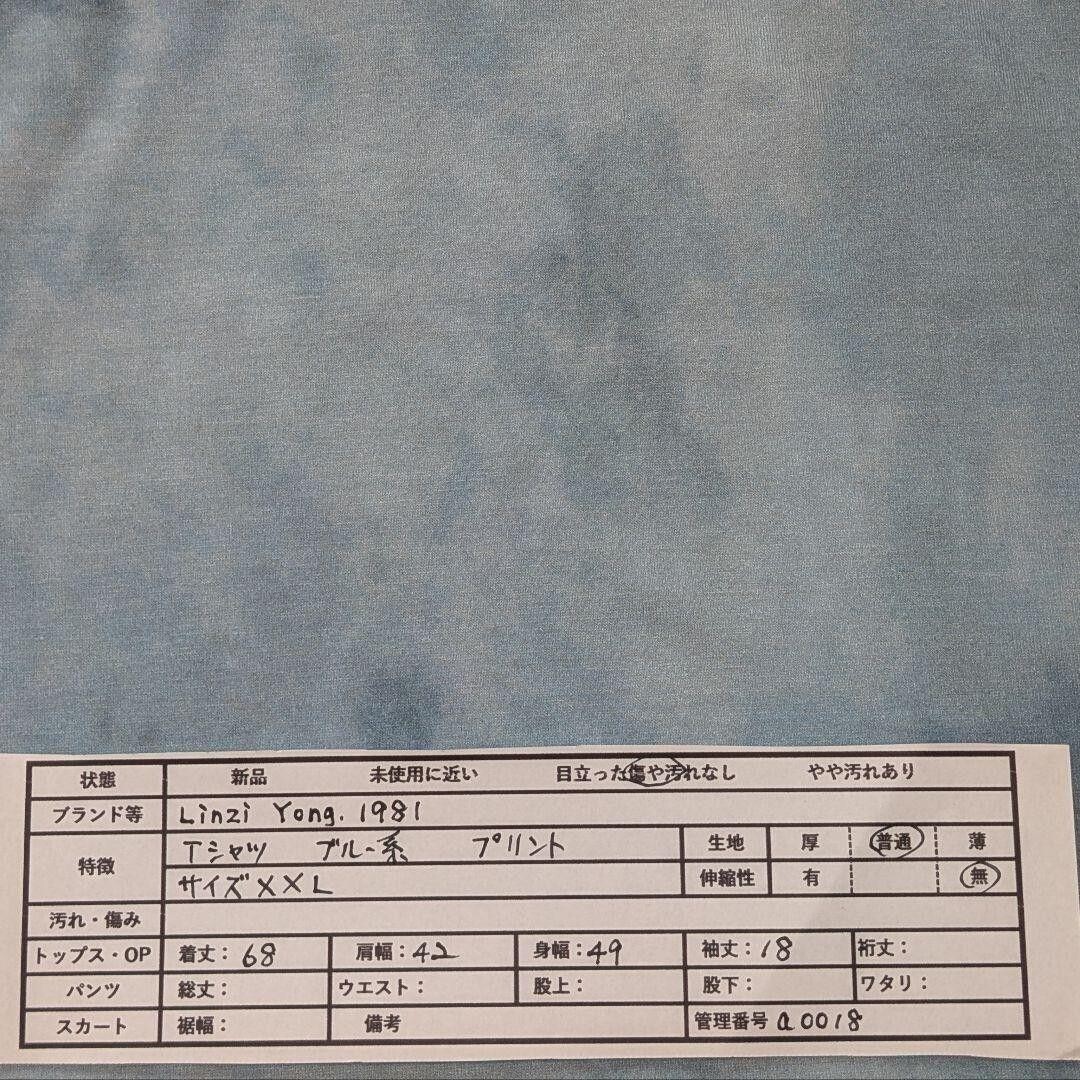 状態 新品 未使用に近い 目立った傷や汚れなし やや汚れあり
ブランド等 Linzi Yong. 1981
特徴 Tシャツ ブルー系 プリント 生地 厚 普通 薄
サイズXXL 伸縮性 有 無
汚れ・傷み
トップス・OP 着丈：68 肩幅：42 身幅：49 袖丈：18 裄丈：
パンツ 総丈： ウエスト： 股上： 股下： ワタリ：
スカート 裾幅： 備考 管理番号 a0018